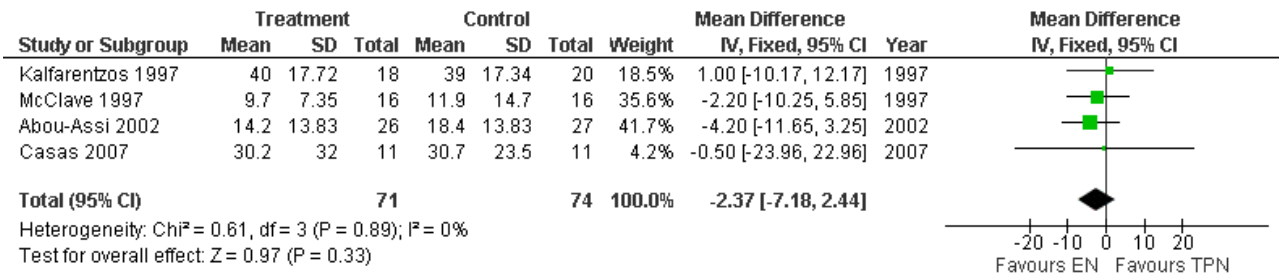 Treatment Control Mean Difference Mean Difference
Study or Subgroup Mean SD Total Mean SD Total Weight IV, Fixed, 95% CI Year IV, Fixed, 95% CI
Kalfarentzos 1997 40 17.72 18 39 17.34 20 18.5% 1.00 [-10.17, 12.17] 1997
McClave 1997 9.7 7.35 16 11.9 14.7 16 35.6% -2.20 [-10.25, 5.85] 1997
Abou-Assi 2002 14.2 13.83 26 18.4 13.83 27 41.7% -4.20 [-11.65, 3.25] 2002
Casas 2007 30.2 32 11 30.7 23.5 11 4.2% -0.50 [-23.96, 22.96] 2007
Total (95% CI) 71 74 100.0% -2.37 [-7.18, 2.44]
Heterogeneity: Chi² = 0.61, df = 3 (P = 0.89); I² = 0%
Test for overall effect: Z = 0.97 (P = 0.33)
-20 -10 0 10 20
Favours EN Favours TPN